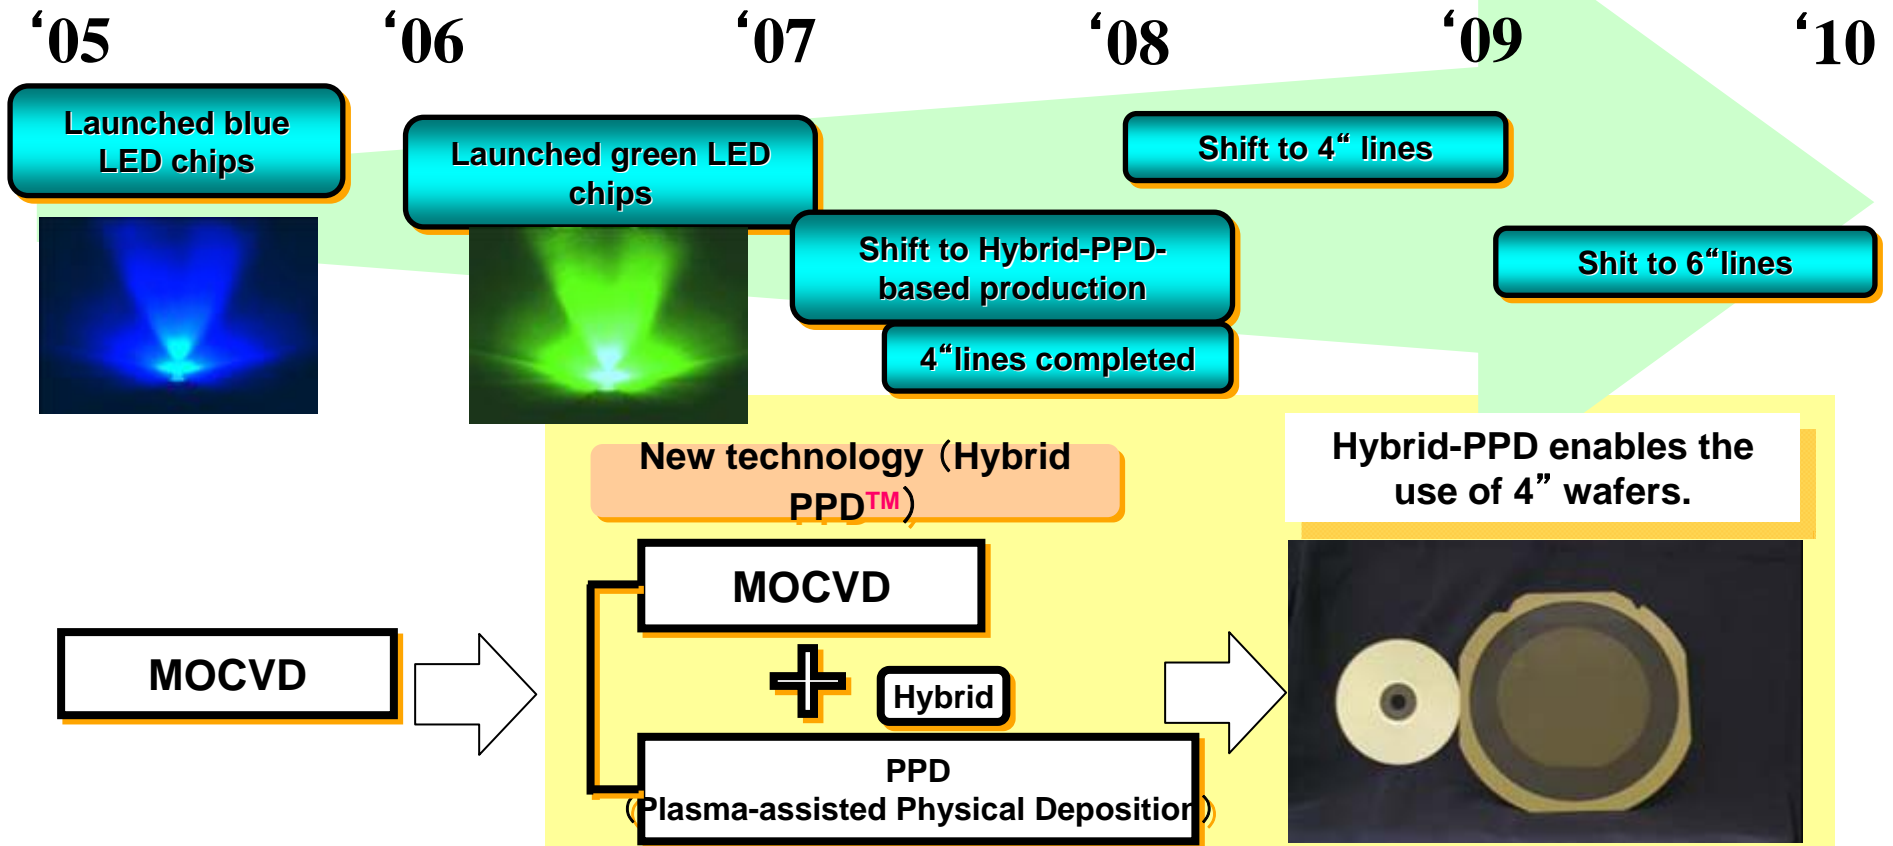 ‘05 ‘06 ‘07 ‘08 ‘09 ‘10
Launched blue
LED chips
Launched green LED
chips
Shift to 4“ lines
Shift to Hybrid-PPD-
based production
Shit to 6“lines
4“lines completed
New technology（Hybrid
PPD™）
Hybrid-PPD enables the
use of 4” wafers.
MOCVD
MOCVD
Hybrid
PPD
（Plasma-assisted Physical Deposition）